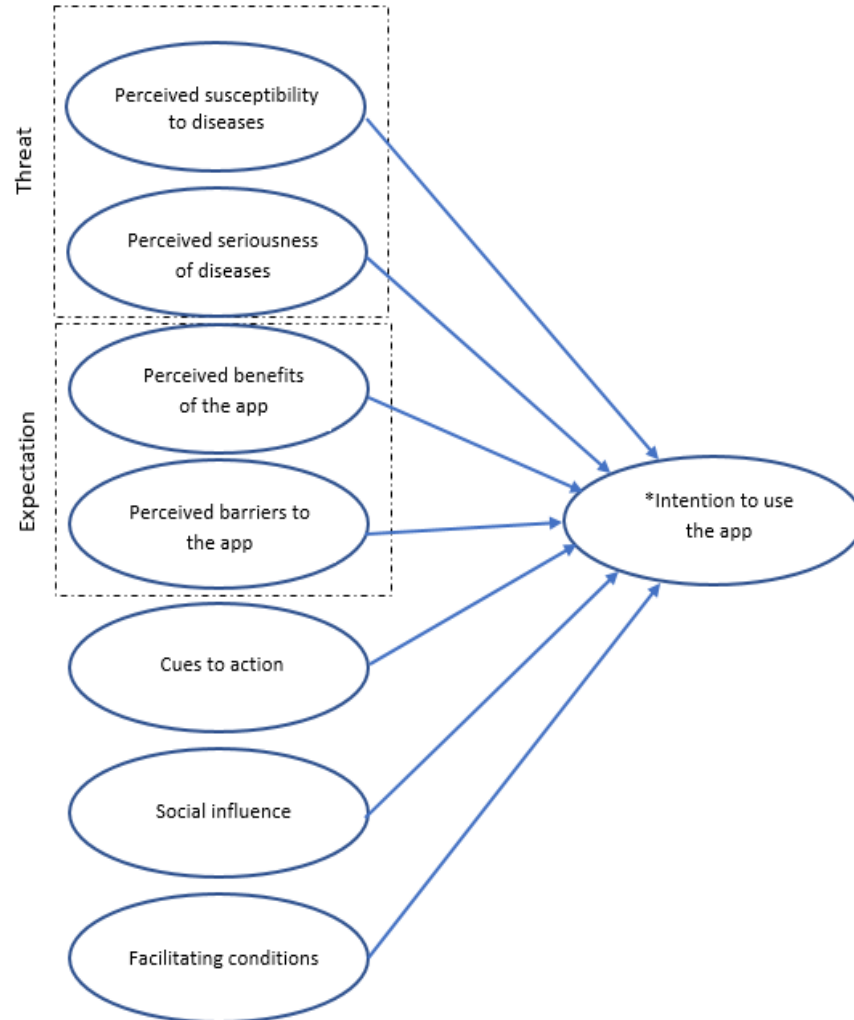 Threat
Perceived susceptibility
to diseases
Perceived seriousness
of diseases
Expectation
Perceived benefits
of the app
Perceived barriers to
the app
Cues to action
Social influence
Facilitating conditions
*Intention to use
the app